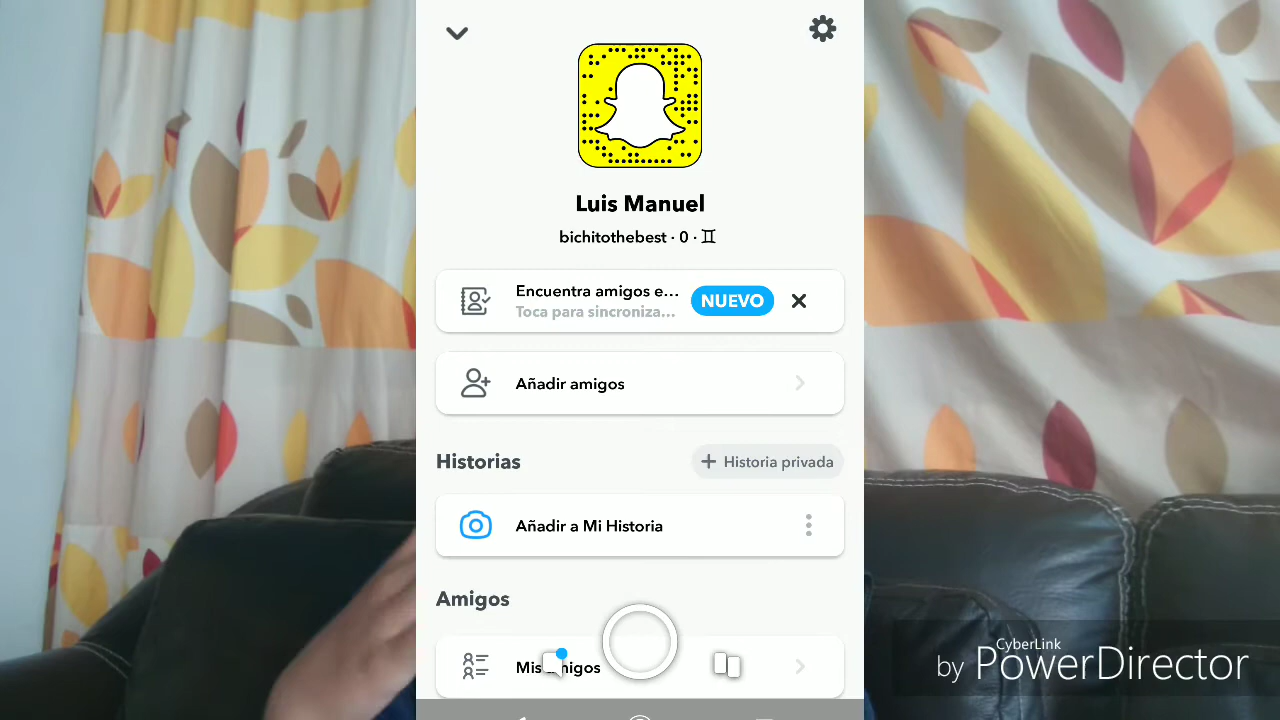 Luis Manuel
bichitothebest · 0 · ♊
Encuentra amigos e...
Toca para sincroniza...
NUEVO
Añadir amigos
Historias
+ Historia privada
Añadir a Mi Historia
Amigos
Mis
CyberLink
by PowerDirector